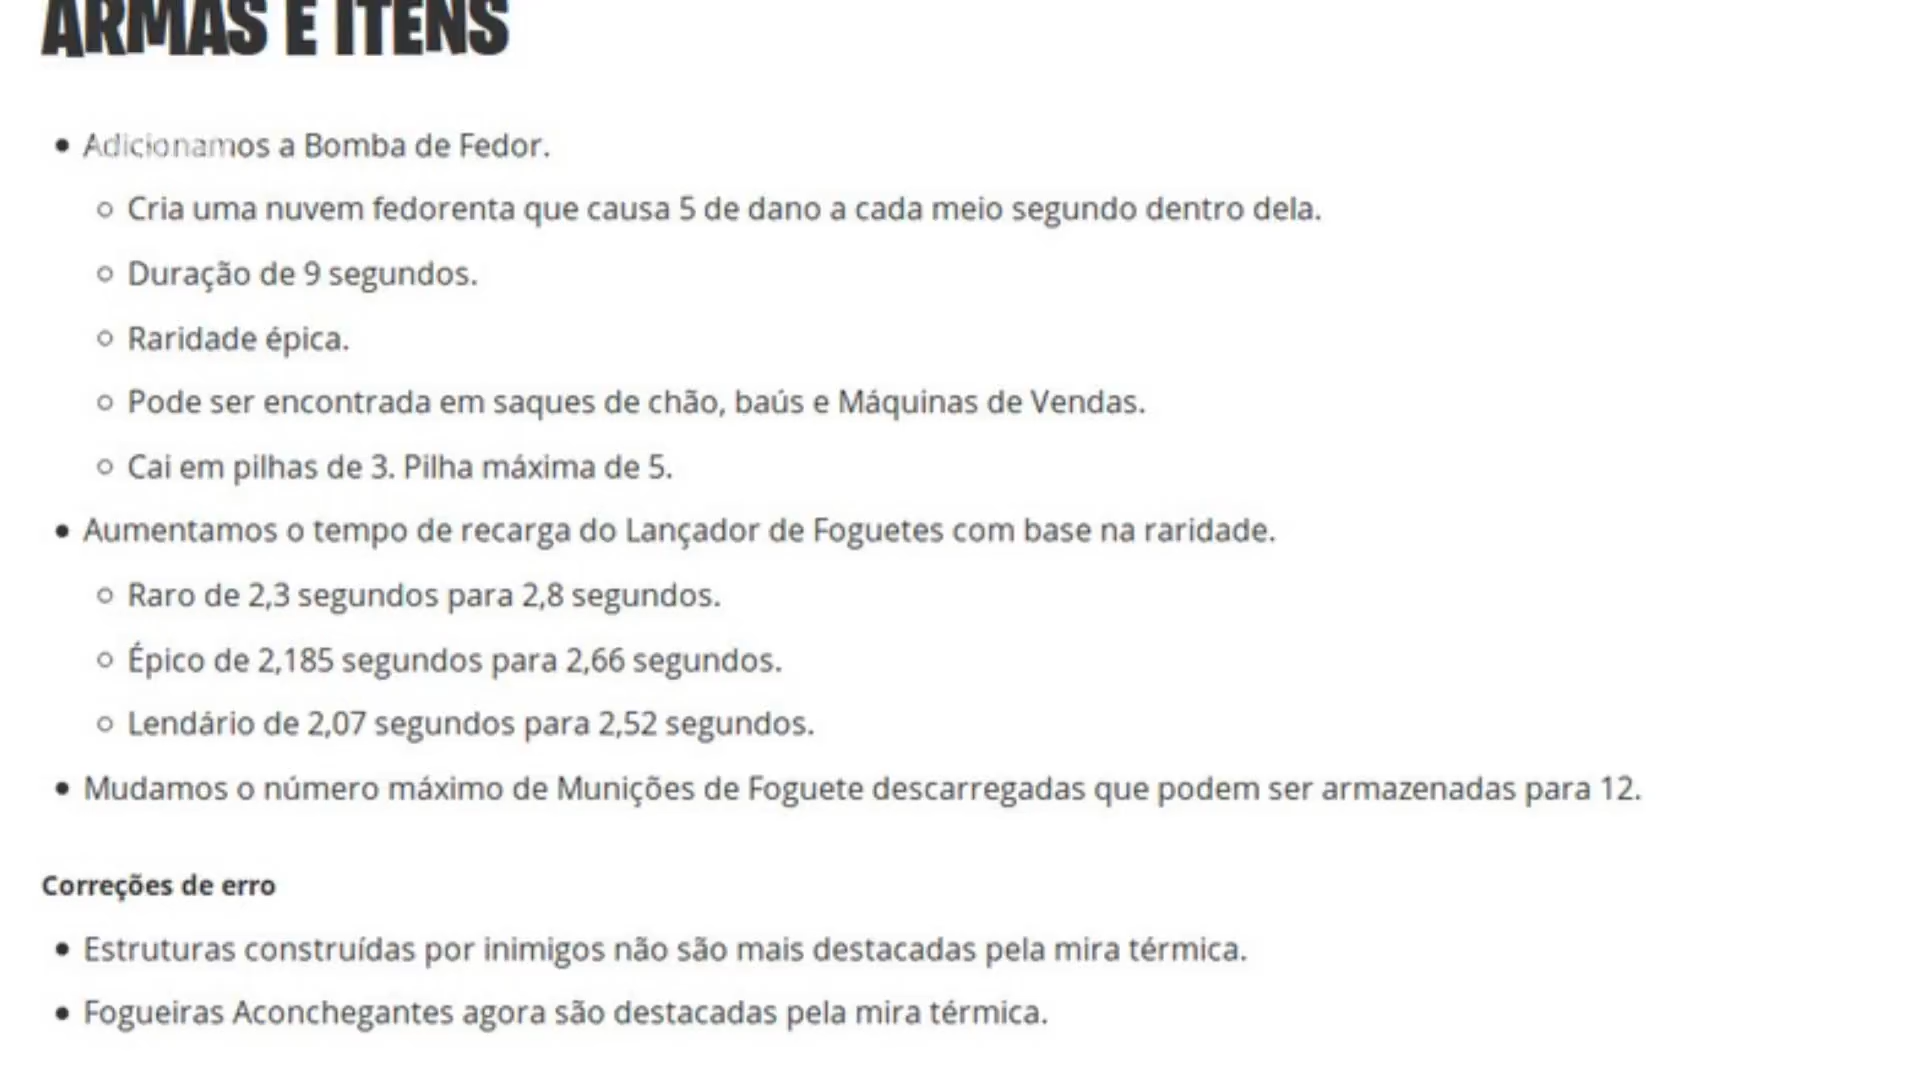 ARMAS E ITENS
• Adicionamos a Bomba de Fedor.
○ Cria uma nuvem fedorenta que causa 5 de dano a cada meio segundo dentro dela.
○ Duração de 9 segundos.
○ Raridade épica.
○ Pode ser encontrada em saques de chão, baús e Máquinas de Vendas.
○ Cai em pilhas de 3. Pilha máxima de 5.
• Aumentamos o tempo de recarga do Lançador de Foguetes com base na raridade.
○ Raro de 2,3 segundos para 2,8 segundos.
○ Épico de 2,185 segundos para 2,66 segundos.
○ Lendário de 2,07 segundos para 2,52 segundos.
• Mudamos o número máximo de Munições de Foguete descarregadas que podem ser armazenadas para 12.
Correções de erro
• Estruturas construídas por inimigos não são mais destacadas pela mira térmica.
• Fogueiras Aconchegantes agora são destacadas pela mira térmica.